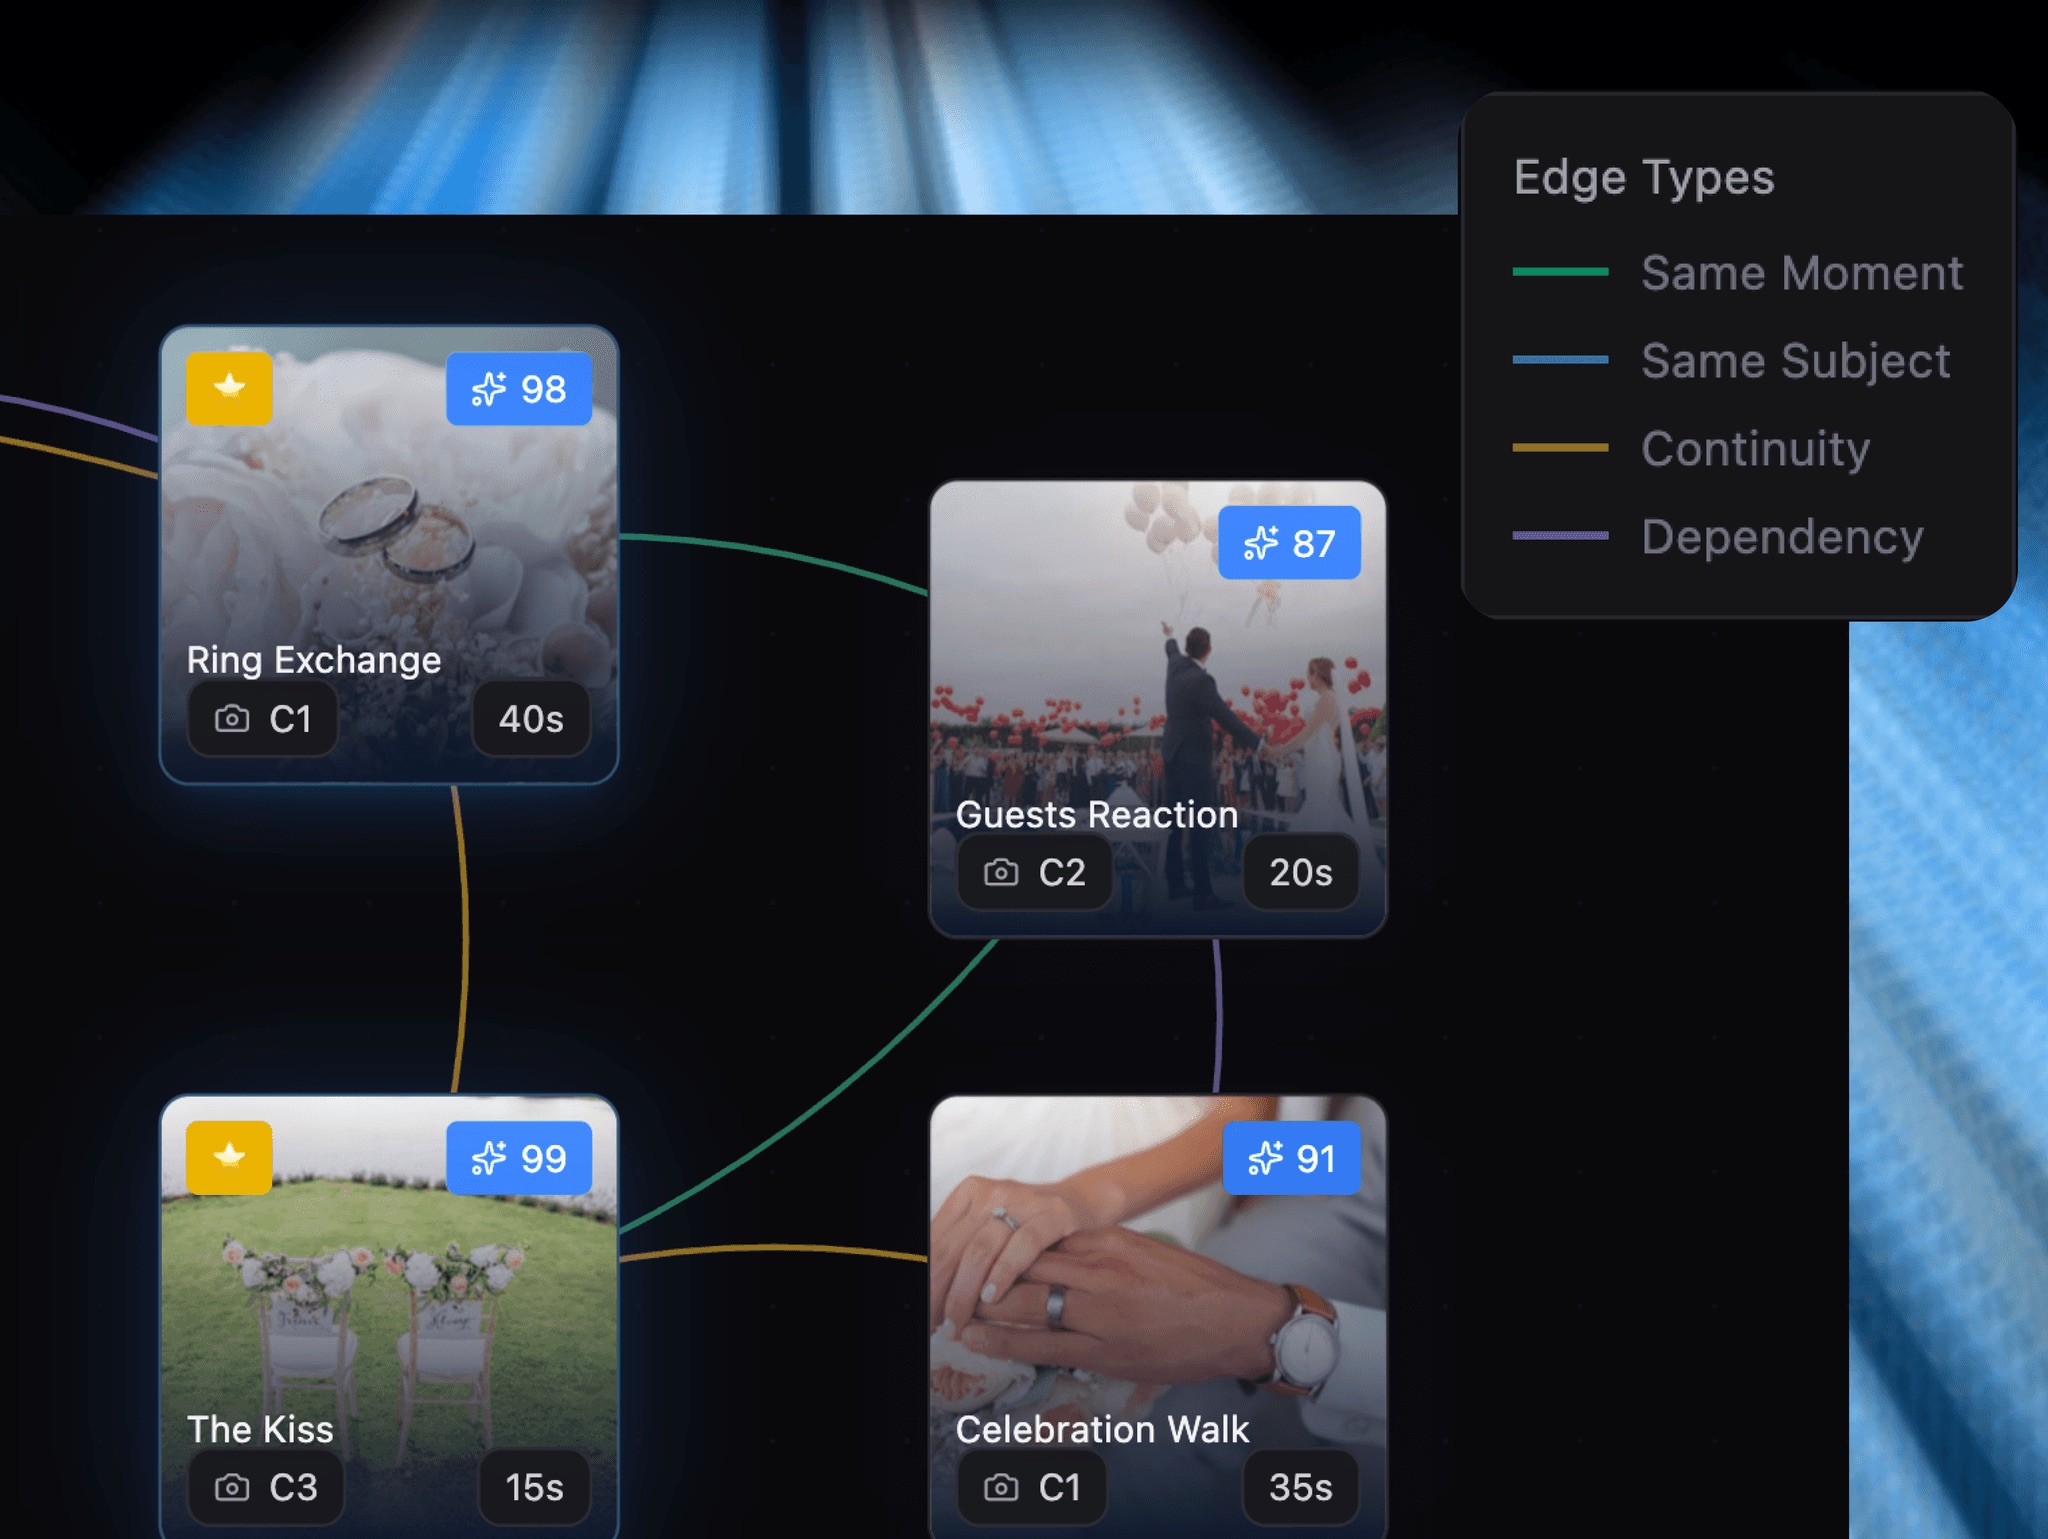 Edge Types
Same Moment
Same Subject
Continuity
Dependency
98
Ring Exchange
C1
40s
87
Guests Reaction
C2
20s
99
The Kiss
C3
15s
91
Celebration Walk
C1
35s